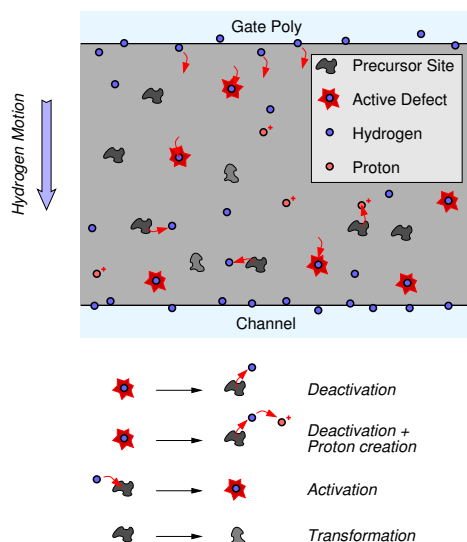 Gate Poly
Hydrogen Motion
Precursor Site
Active Defect
Hydrogen
+
Proton
+
+
+
+
Channel
Deactivation
+
Deactivation +
Proton creation
Activation
Transformation